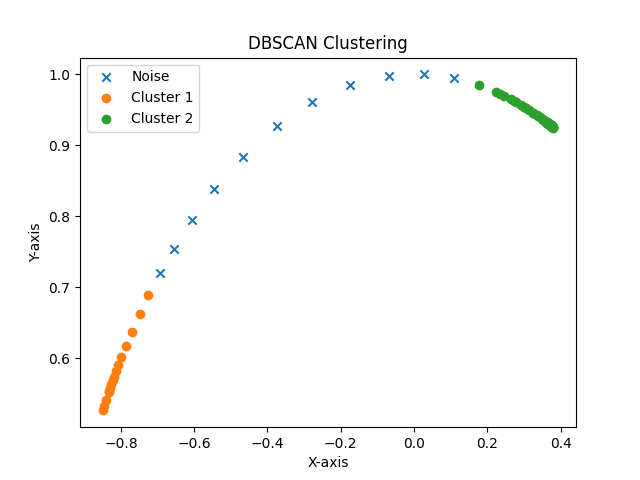 DBSCAN Clustering
Noise
Cluster 1
Cluster 2
1.0
0.9
0.8
0.7
0.6
Y-axis
−0.8 −0.6 −0.4 −0.2 0.0 0.2 0.4
X-axis